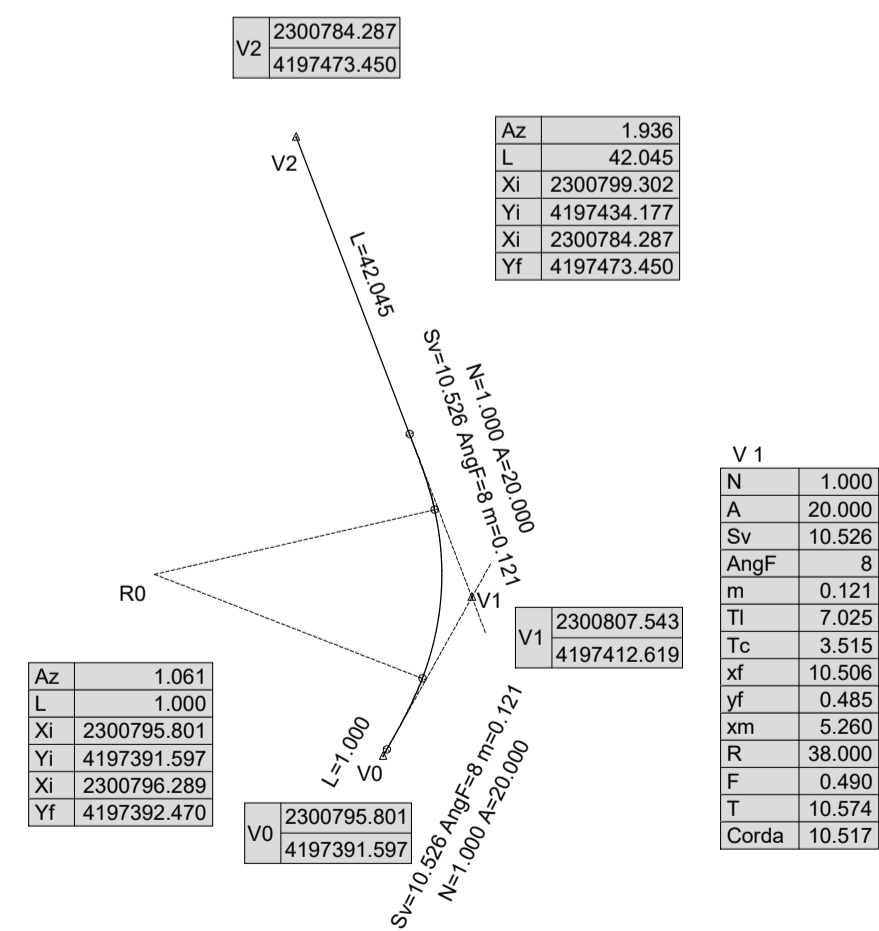 V2 2300784.287
4197473.450
V2
Az 1.936
L 42.045
Xi 2300799.302
Yi 4197434.177
Xi 2300784.287
Yf 4197473.450
L=42.045
N=1.000 A=20.000
Sv=10.526 AngF=8 m=0.121
R0
V1
V1 2300807.543
4197412.619
V 1
N 1.000
A 20.000
Sv 10.526
AngF 8
m 0.121
Tl 7.025
Tc 3.515
xf 10.506
yf 0.485
xm 5.260
R 38.000
F 0.490
T 10.574
Corda 10.517
Az 1.061
L 1.000
Xi 2300795.801
Yi 4197391.597
Xi 2300796.289
Yf 4197392.470
L=1.000
V0
V0 2300795.801
4197391.597
Sv=10.526 AngF=8 m=0.121
N=1.000 A=20.000